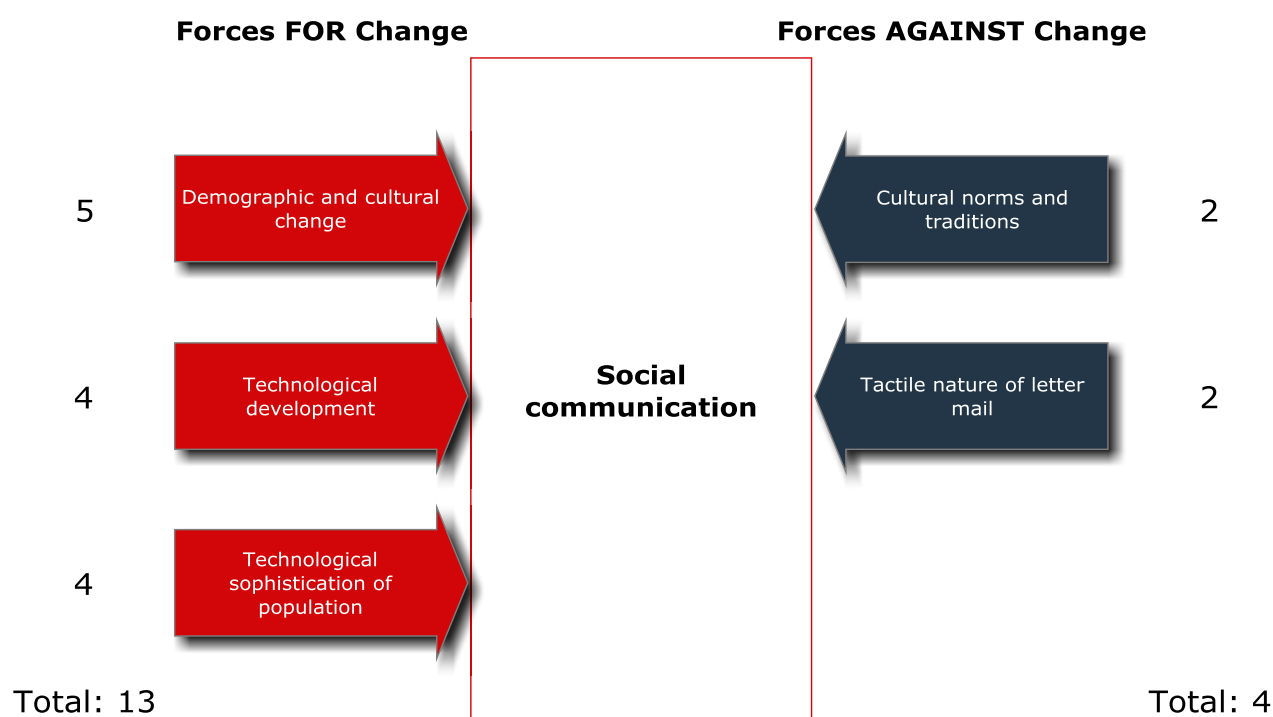 Forces FOR Change
Forces AGAINST Change
5
Demographic and cultural
change
Cultural norms and
traditions
2
4
Technological
development
Social
communication
Tactile nature of letter
mail
2
4
Technological
sophistication of
population
Total: 13
Total: 4